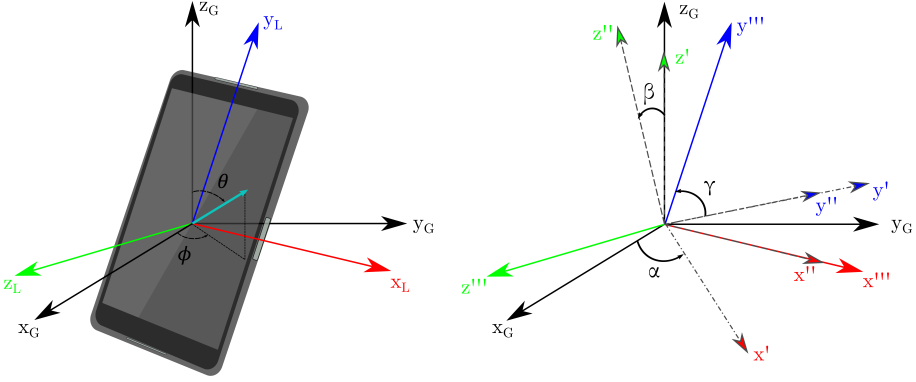 z_G
y_L
θ
y_G
ϕ
x_L
z_L
x_G
z_G
y'''
z''
z'
β
γ
y'
y''
y_G
x''
x'''
α
z'''
x_G
x'